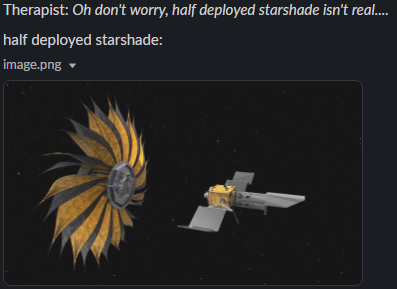 Therapist: Oh don't worry, half deployed starshade isn't real....
half deployed starshade:
image.png